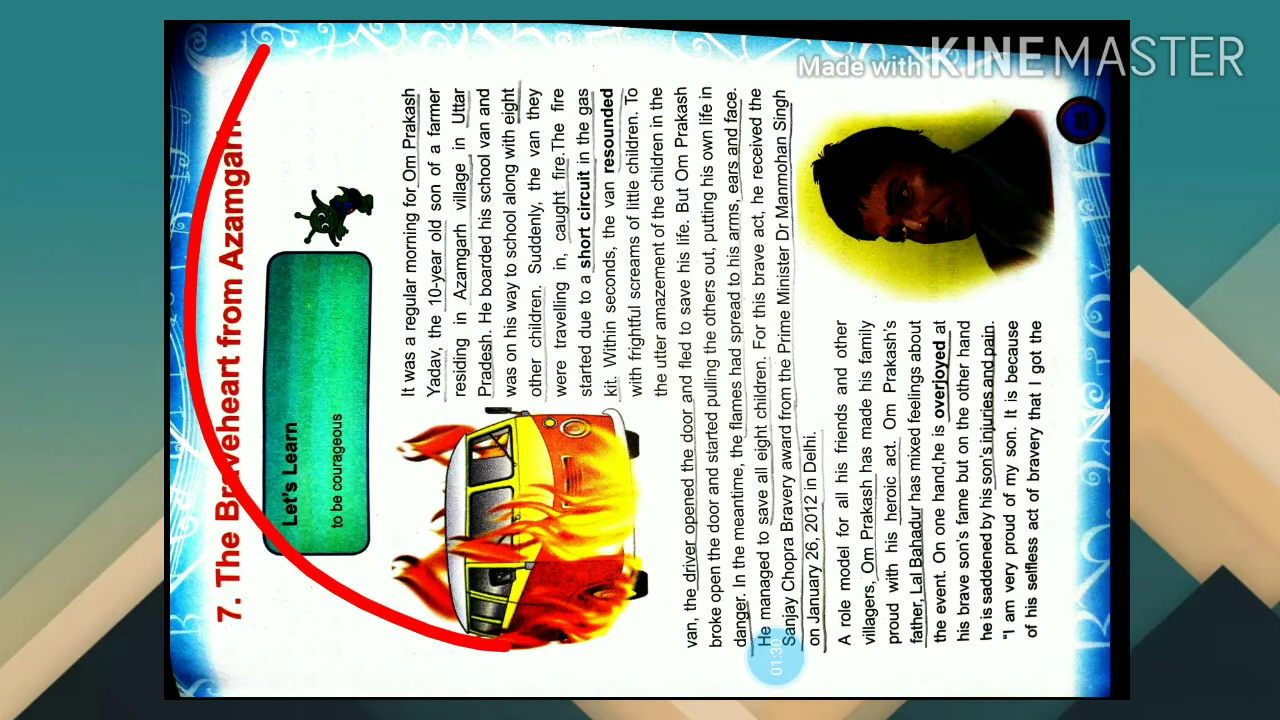 Made with KINEMASTER
7. The Braveheart from Azamgarh
Let's Learn
to be courageous
It was a regular morning for Om Prakash
Yadav, the 10-year old son of a farmer
residing in Azamgarh village in Uttar
Pradesh. He boarded his school van and
was on his way to school along with eight
other children. Suddenly, the van they
were travelling in, caught fire.The fire
started due to a short circuit in the gas
kit. Within seconds, the van resounded
with frightful screams of little children. To
the utter amazement of the children in the
van, the driver opened the door and fled to save his life. But Om Prakash
broke open the door and started pulling the others out, putting his own life in
danger. In the meantime, the flames had spread to his arms, ears and face.
He managed to save all eight children. For this brave act, he received the
Sanjay Chopra Bravery award from the Prime Minister Dr Manmohan Singh
on January 26, 2012 in Delhi.
A role model for all his friends and other
villagers, Om Prakash has made his family
proud with his heroic act. Om Prakash's
father, Lal Bahadur has mixed feelings about
the event. On one hand,he is overjoyed at
his brave son's fame but on the other hand
he is saddened by his son's injuries and pain.
"I am very proud of my son. It is because
of his selfless act of bravery that I got the
01:30